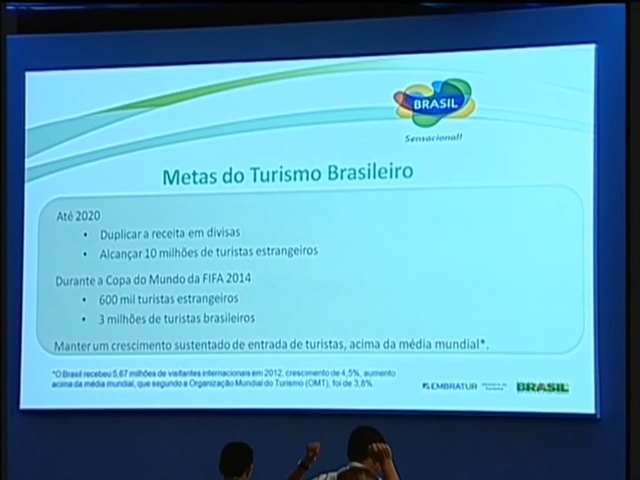 BRASIL
Sensacional!
Metas do Turismo Brasileiro
Até 2020
• Duplicar a receita em divisas
• Alcançar 10 milhões de turistas estrangeiros
Durante a Copa do Mundo da FIFA 2014
• 600 mil turistas estrangeiros
• 3 milhões de turistas brasileiros
Manter um crescimento sustentado de entrada de turistas, acima da média mundial*.
*O Brasil recebeu 5,67 milhões de visitantes internacionais em 2012, crescimento de 4,5%, aumento
acima da média mundial, que segundo a Organização Mundial do Turismo (OMT), foi de 3,8%.
EMBRATUR
BRASIL